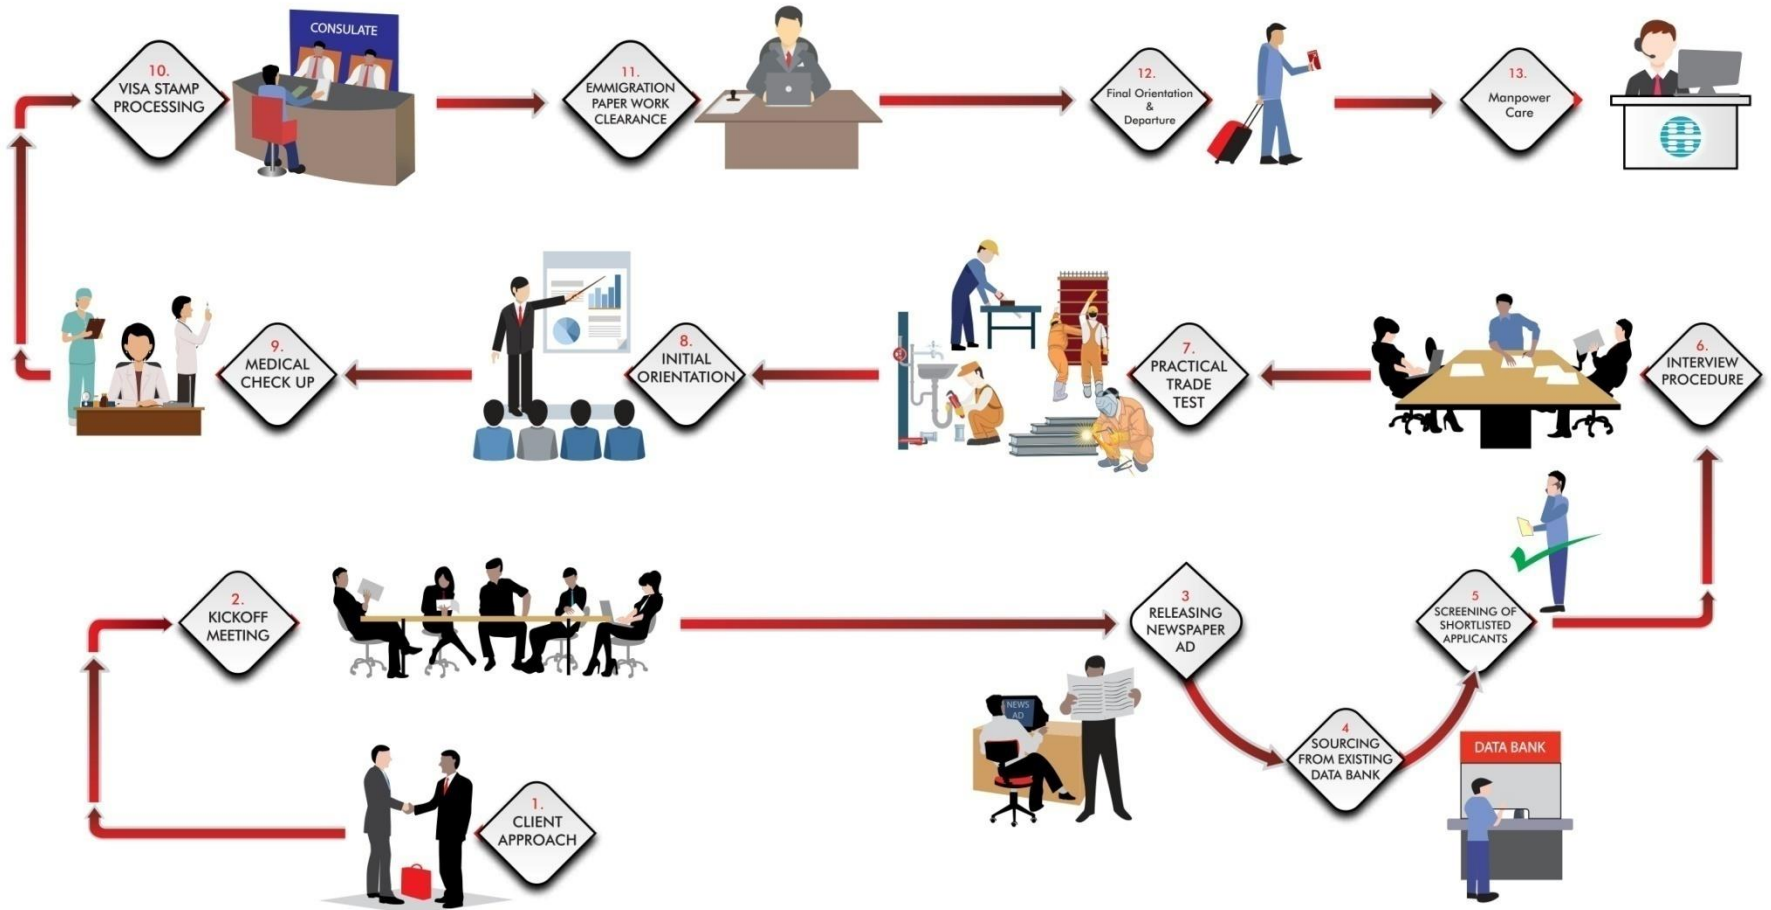 CONSULATE
10.
VISA STAMP
PROCESSING
11.
EMMIGRATION
PAPER WORK
CLEARANCE
12.
Final Orientation
&
Departure
13.
Manpower
Care
9.
MEDICAL
CHECK UP
8.
INITIAL
ORIENTATION
7.
PRACTICAL
TRADE
TEST
6.
INTERVIEW
PROCEDURE
2.
KICKOFF
MEETING
3
RELEASING
NEWSPAPER
AD
5
SCREENING OF
SHORTLISTED
APPLICANTS
NEWS
AD
4
SOURCING
FROM EXISTING
DATA BANK
DATA BANK
1.
CLIENT
APPROACH